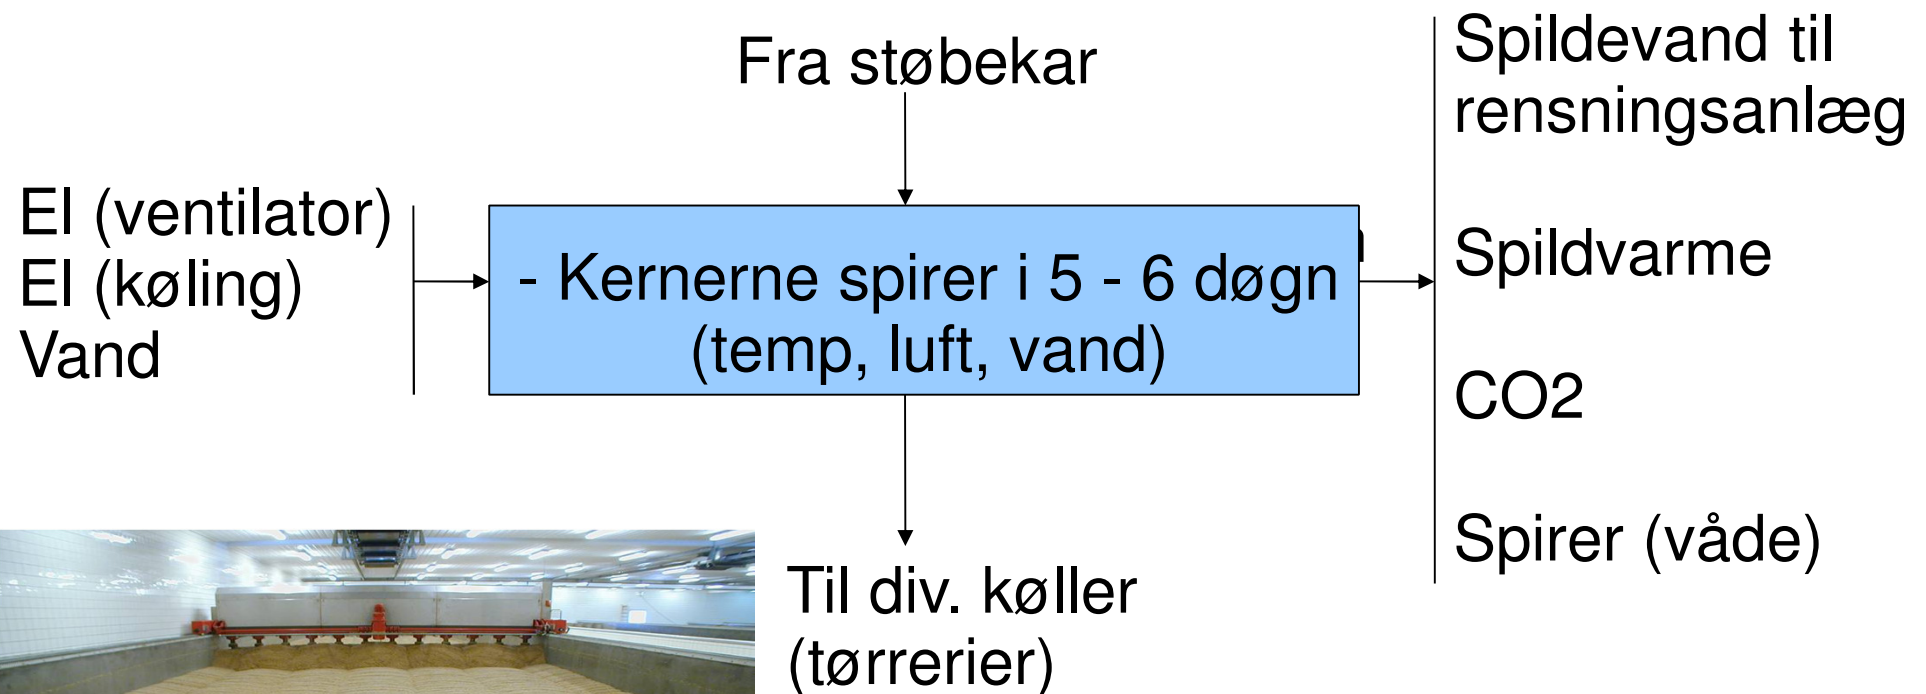 Fra støbekar
El (ventilator)
El (køling)
Vand
- Kernerne spirer i 5 - 6 døgn
(temp, luft, vand)
Spildevand til
rensningsanlæg
Spildvarme
CO2
Spirer (våde)
Til div. køller
(tørrerier)